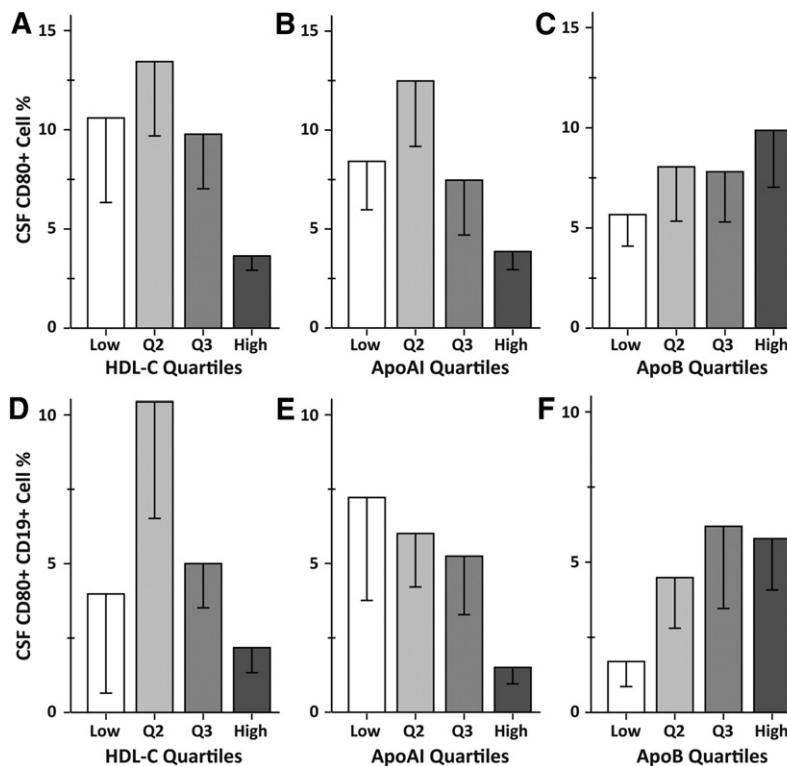 A
B
C
CSF CD80+ Cell %
15
10
5
0
15
10
5
0
15
10
5
0
Low Q2 Q3 High
Low Q2 Q3 High
Low Q2 Q3 High
HDL-C Quartiles
ApoAI Quartiles
ApoB Quartiles
D
E
F
CSF CD80+ CD19+ Cell %
10
5
0
10
5
0
10
5
0
Low Q2 Q3 High
Low Q2 Q3 High
Low Q2 Q3 High
HDL-C Quartiles
ApoAI Quartiles
ApoB Quartiles